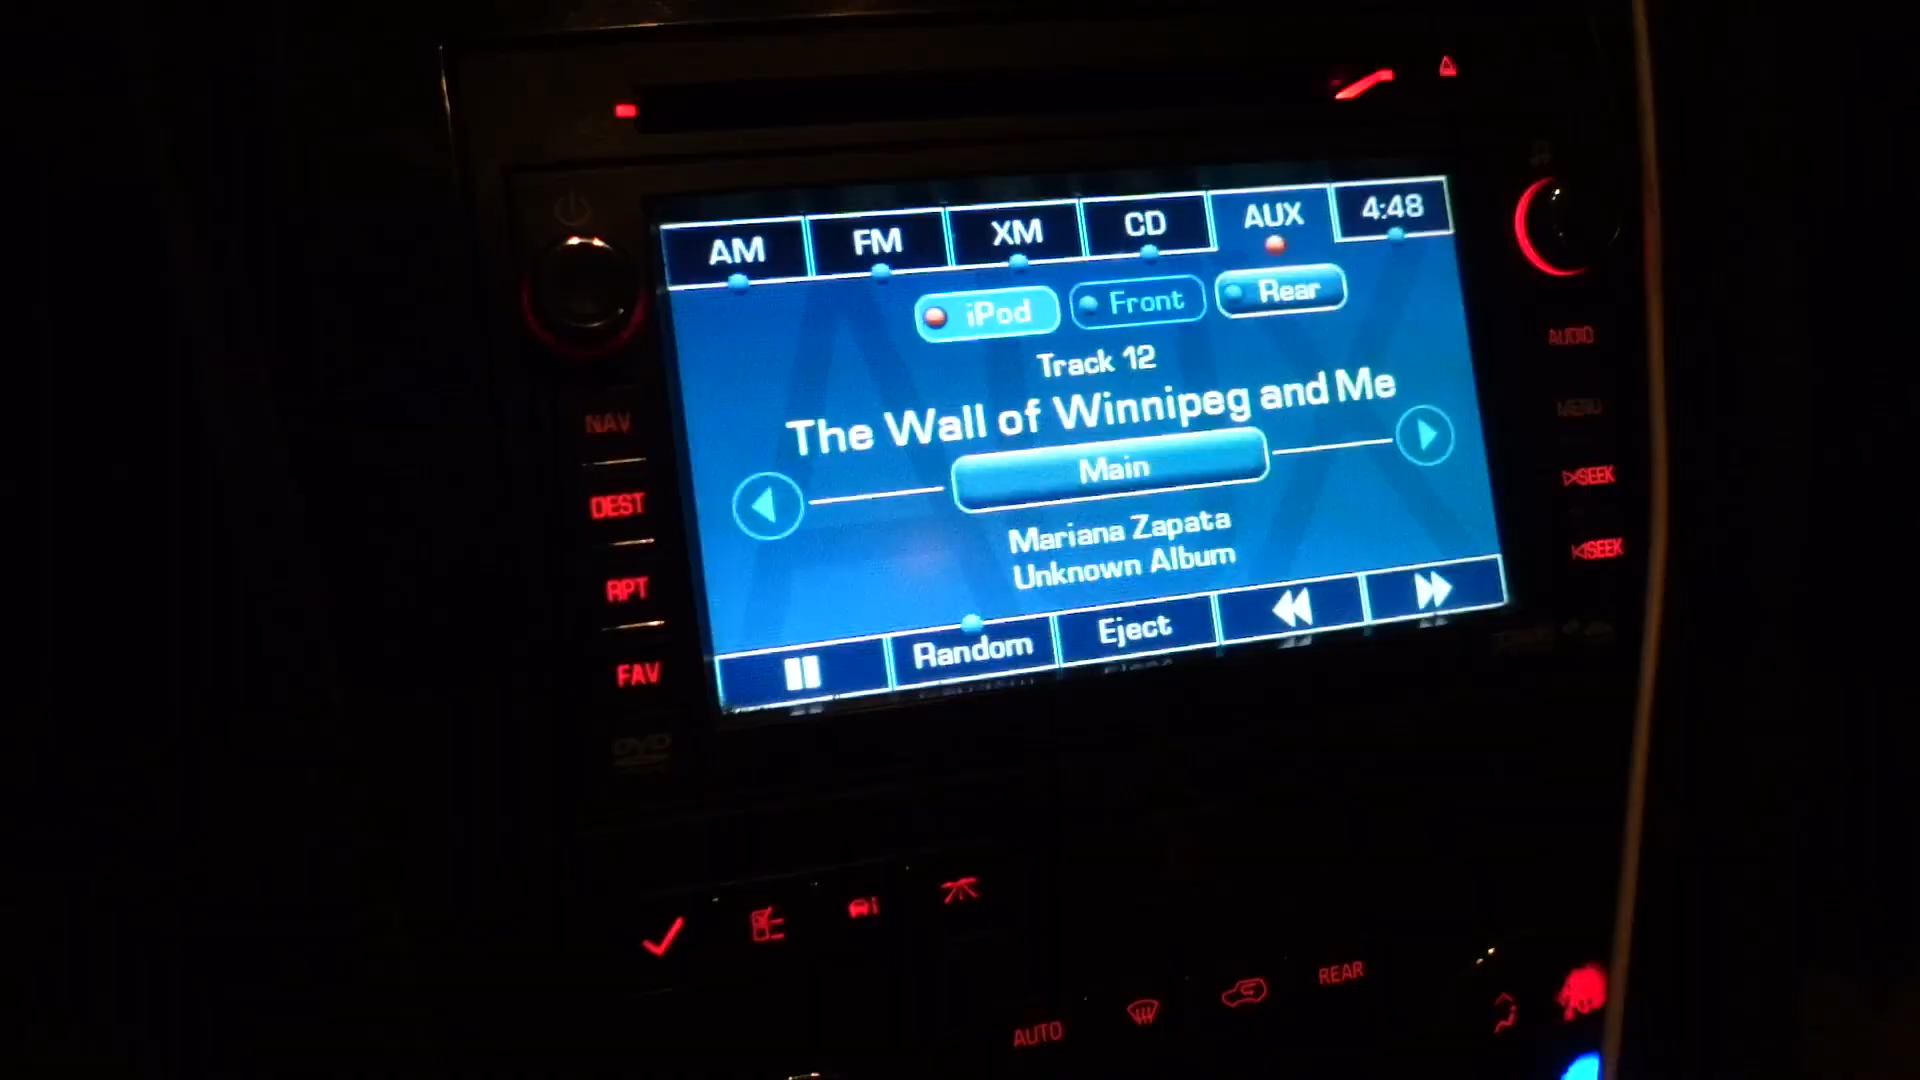 AM FM XM CD AUX 4:48
iPod Front Rear
Track 12
The Wall of Winnipeg and Me
Main
Mariana Zapata
Unknown Album
Random Eject
NAV
DEST
RPT
FAV
DVD
AUDIO
MENU
SEEK
SEEK
AUTO
REAR